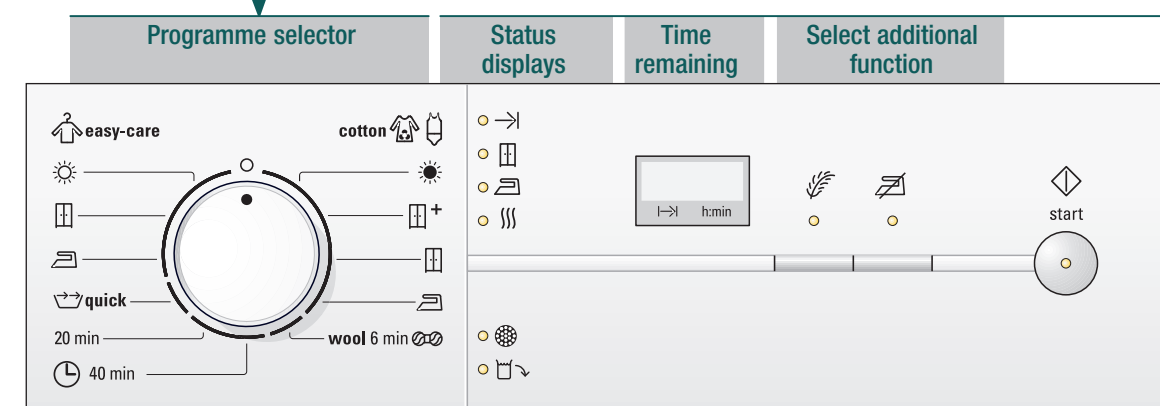 Programme selector
Status
displays
Time
remaining
Select additional
function
easy-care
cotton
quick
20 min
40 min
wool 6 min
h:min
start